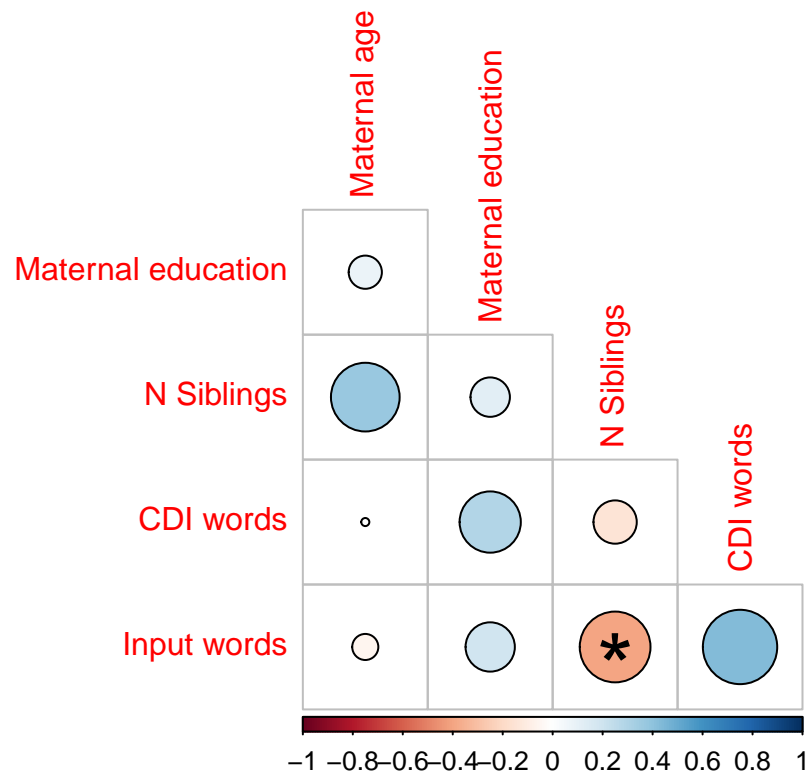 Maternal age
Maternal education
N Siblings
CDI words
Maternal education
N Siblings
CDI words
Input words
*
−1 −0.8 −0.6 −0.4 −0.2 0 0.2 0.4 0.6 0.8 1